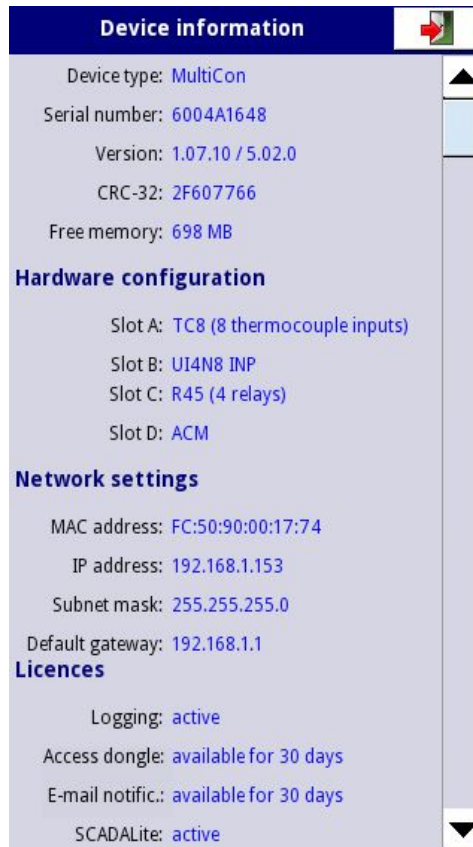 Device information
Device type: MultiCon
Serial number: 6004A1648
Version: 1.07.10 / 5.02.0
CRC-32: 2F607766
Free memory: 698 MB
Hardware configuration
Slot A: TC8 (8 thermocouple inputs)
Slot B: UI4N8 INP
Slot C: R45 (4 relays)
Slot D: ACM
Network settings
MAC address: FC:50:90:00:17:74
IP address: 192.168.1.153
Subnet mask: 255.255.255.0
Default gateway: 192.168.1.1
Licences
Logging: active
Access dongle: available for 30 days
E-mail notific.: available for 30 days
SCADALite: active